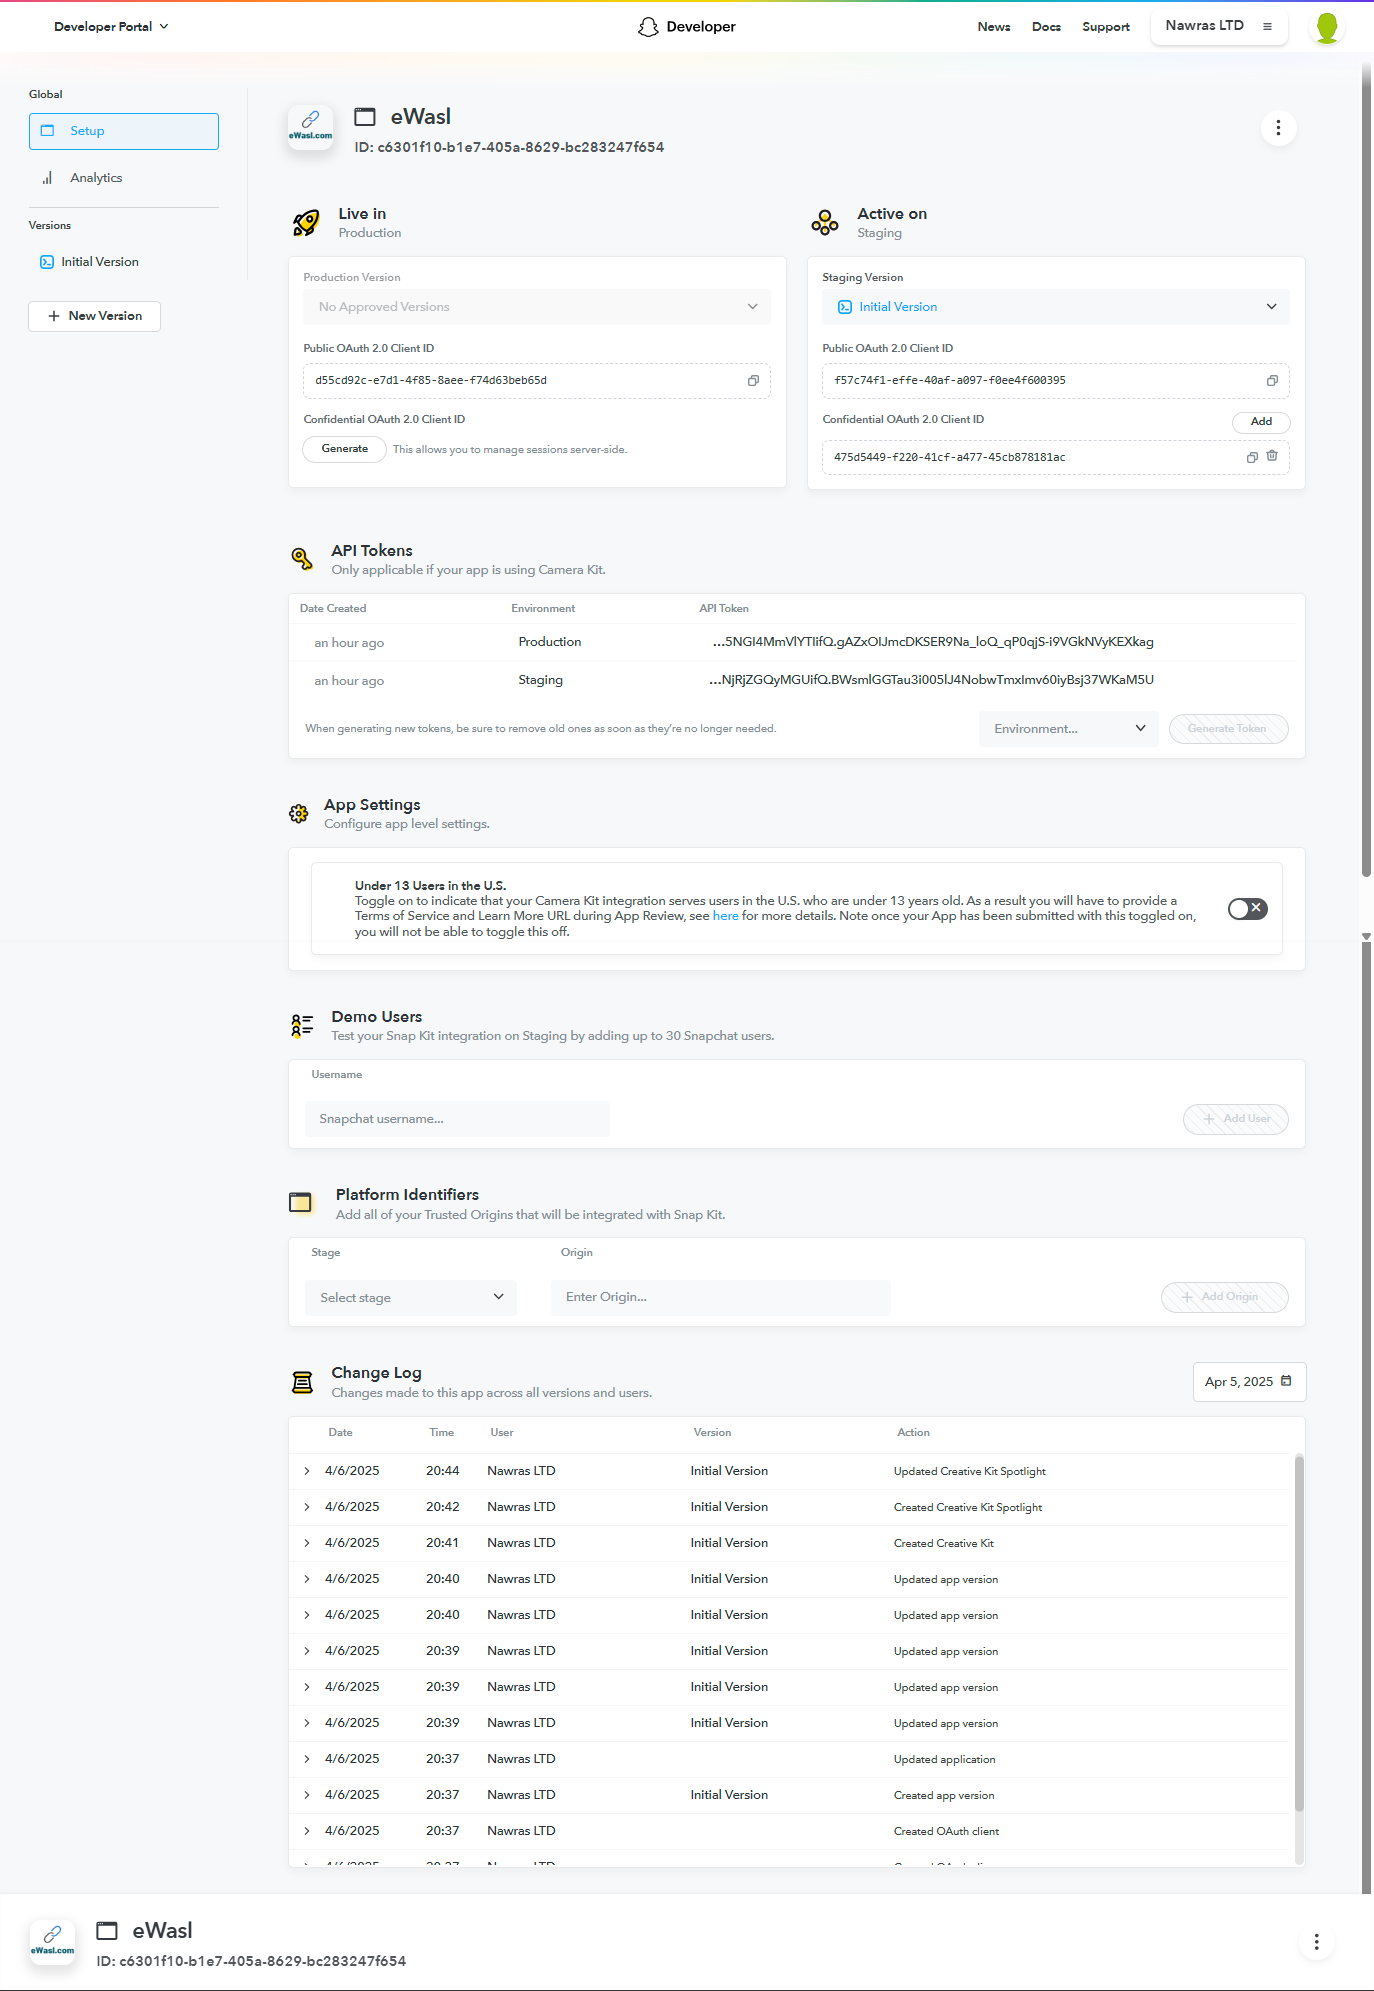 Developer Portal
Developer
News
Docs
Support
Nawras LTD
Global
Setup
Analytics
Versions
Initial Version
New Version
eWasl.com
eWasl
ID: c6301f10-b1e7-405a-8629-bc283247f654
Live in
Production
Production Version
No Approved Versions
Public OAuth 2.0 Client ID
d55cd92c-e7d1-4f85-8aee-f74d63beb65d
Confidential OAuth 2.0 Client ID
Generate
This allows you to manage sessions server-side.
Active on
Staging
Staging Version
Initial Version
Public OAuth 2.0 Client ID
f57c74f1-effe-40af-a097-f0ee4f600395
Confidential OAuth 2.0 Client ID
Add
475d5449-f220-41cf-a477-45cb878181ac
API Tokens
Only applicable if your app is using Camera Kit.
Date Created Environment API Token
an hour ago Production ...5NGI4MmVlYTIifQ.gAZxOIJmcDKSER9Na_loQ_qP0qjS-i9VGkNVyKEXkag
an hour ago Staging ...NjRjZGQyMGUifQ.BWsmlGGTau3i005lJ4NobwTmxImv60iyBsj37WKaM5U
When generating new tokens, be sure to remove old ones as soon as they're no longer needed.
Environment...
Generate Token
App Settings
Configure app level settings.
Under 13 Users in the U.S.
Toggle on to indicate that your Camera Kit integration serves users in the U.S. who are under 13 years old. As a result you will have to provide a
Terms of Service and Learn More URL during App Review, see here for more details. Note once your App has been submitted with this toggled on,
you will not be able to toggle this off.
Demo Users
Test your Snap Kit integration on Staging by adding up to 30 Snapchat users.
Username
Snapchat username...
Add User
Platform Identifiers
Add all of your Trusted Origins that will be integrated with Snap Kit.
Stage Origin
Select stage
Enter Origin...
Add Origin
Change Log
Changes made to this app across all versions and users.
Apr 5, 2025
Date Time User Version Action
4/6/2025 20:44 Nawras LTD Initial Version Updated Creative Kit Spotlight
4/6/2025 20:42 Nawras LTD Initial Version Created Creative Kit Spotlight
4/6/2025 20:41 Nawras LTD Initial Version Created Creative Kit
4/6/2025 20:40 Nawras LTD Initial Version Updated app version
4/6/2025 20:40 Nawras LTD Initial Version Updated app version
4/6/2025 20:39 Nawras LTD Initial Version Updated app version
4/6/2025 20:39 Nawras LTD Initial Version Updated app version
4/6/2025 20:39 Nawras LTD Initial Version Updated app version
4/6/2025 20:37 Nawras LTD Updated application
4/6/2025 20:37 Nawras LTD Initial Version Created app version
4/6/2025 20:37 Nawras LTD Created OAuth client
eWasl.com
eWasl
ID: c6301f10-b1e7-405a-8629-bc283247f654